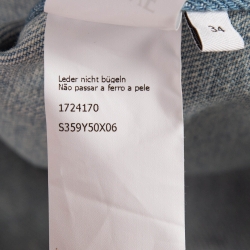 Leder nicht bügeln
Não passar a ferro a pele
1724170
S359Y50X06
34